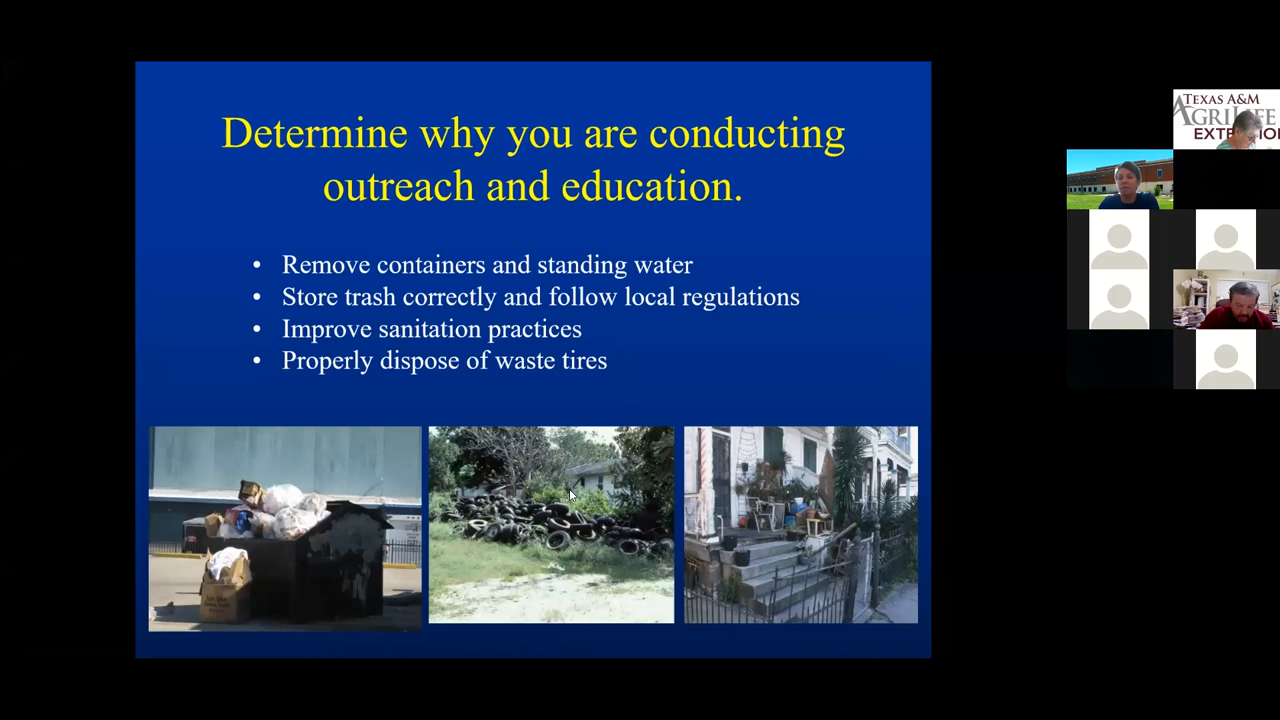 Determine why you are conducting
outreach and education.
• Remove containers and standing water
• Store trash correctly and follow local regulations
• Improve sanitation practices
• Properly dispose of waste tires
TEXAS A&M